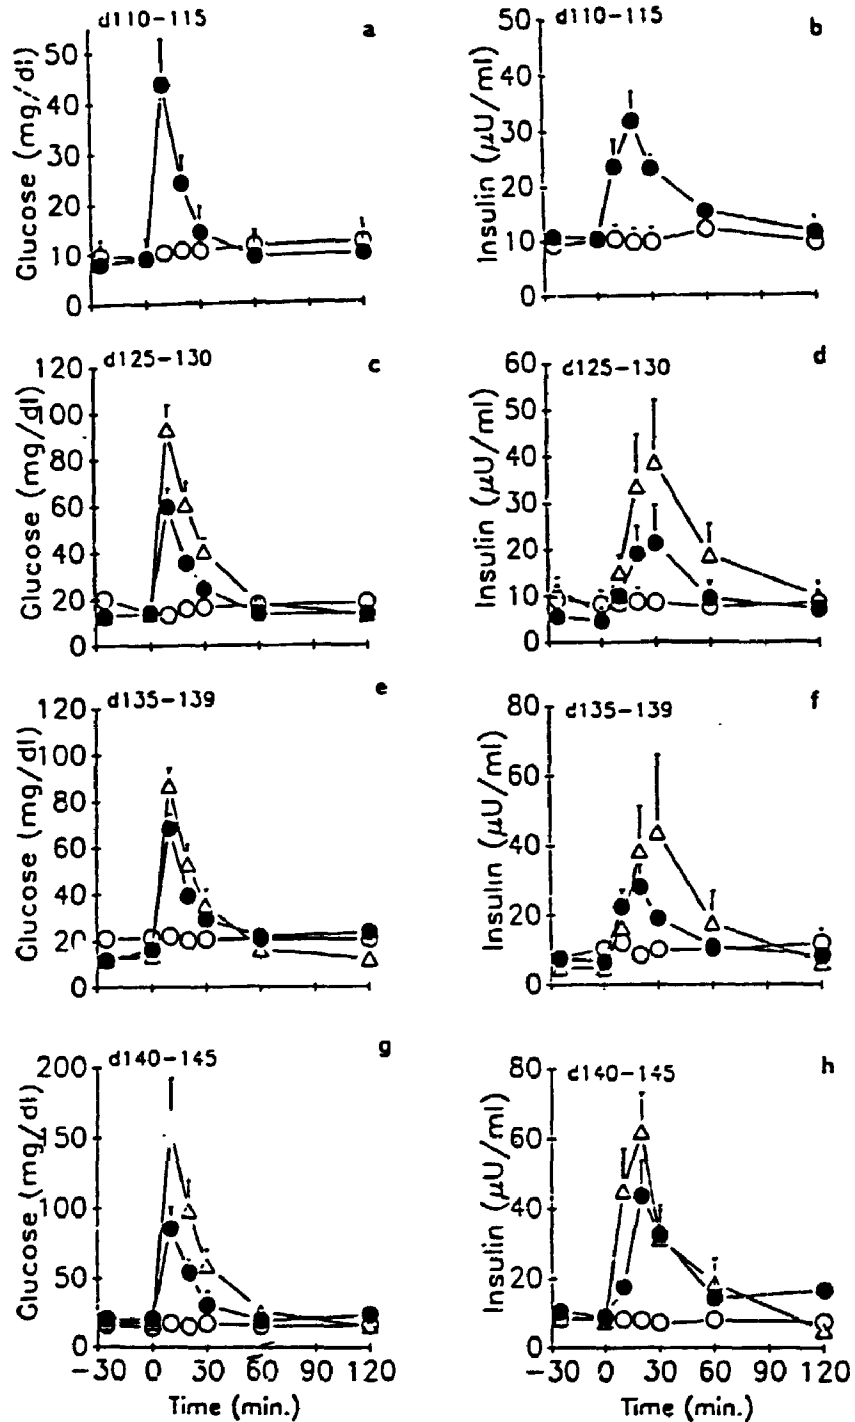 d110-115 a
Glucose (mg/dl)
50
40
30
20
10
0
d110-115 b
Insulin (μU/ml)
50
40
30
20
10
0
d125-130 c
Glucose (mg/dl)
120
100
80
60
40
20
0
d125-130 d
Insulin (μU/ml)
60
50
40
30
20
10
0
d135-139 e
Glucose (mg/dl)
120
100
80
60
40
20
0
d135-139 f
Insulin (μU/ml)
80
60
40
20
0
d140-145 g
Glucose (mg/dl)
200
150
100
50
0
-30 0 30 60 90 120
Time (min.)
d140-145 h
Insulin (μU/ml)
80
60
40
20
0
-30 0 30 60 90 120
Time (min.)